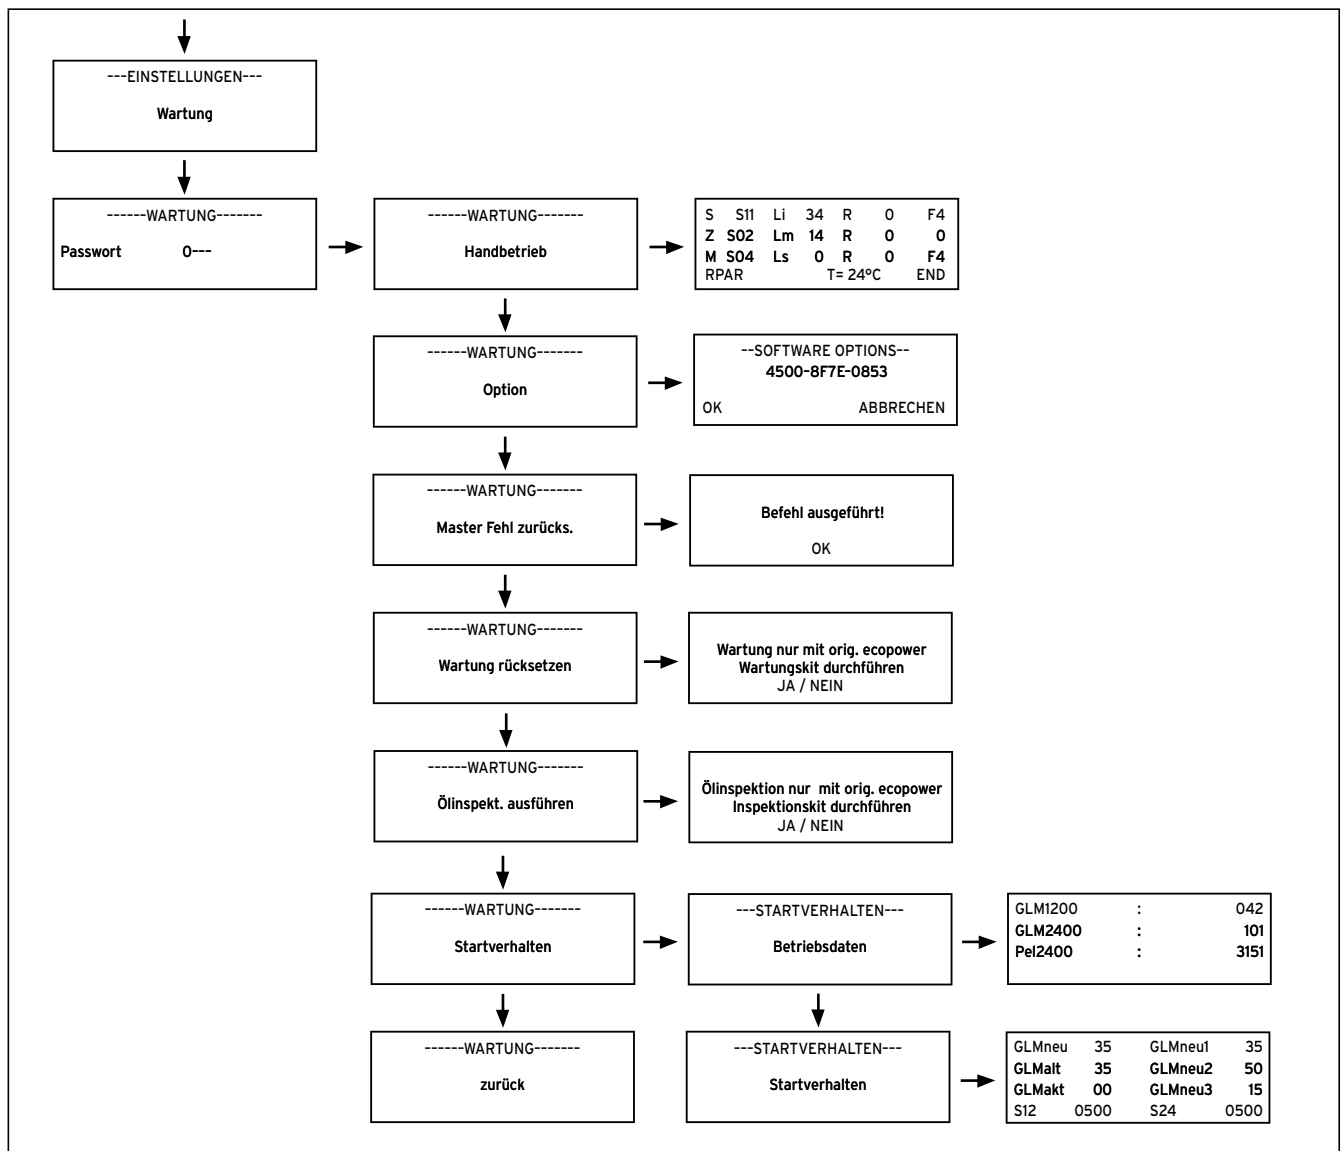 ---EINSTELLUNGEN---
Wartung
------WARTUNG-------
Passwort 0---
------WARTUNG-------
Handbetrieb
S S11 Li 34 R 0 F4
Z S02 Lm 14 R 0 0
M S04 Ls 0 R 0 F4
RPAR T= 24°C END
------WARTUNG-------
Option
--SOFTWARE OPTIONS--
4500-8F7E-0853
OK ABBRECHEN
------WARTUNG-------
Master Fehl zurücks.
Befehl ausgeführt!
OK
------WARTUNG-------
Wartung rücksetzen
Wartung nur mit orig. ecopower
Wartungskit durchführen
JA / NEIN
------WARTUNG-------
Ölinspekt. ausführen
Ölinspektion nur mit orig. ecopower
Inspektionskit durchführen
JA / NEIN
------WARTUNG-------
Startverhalten
---STARTVERHALTEN---
Betriebsdaten
GLM1200 : 042
GLM2400 : 101
Pel2400 : 3151
------WARTUNG-------
zurück
---STARTVERHALTEN---
Startverhalten
GLMneu 35 GLMneu1 35
GLMalt 35 GLMneu2 50
GLMakt 00 GLMneu3 15
S12 0500 S24 0500